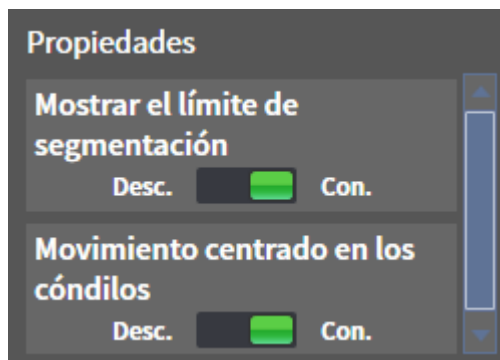 Propiedades
Mostrar el límite de
segmentación
Desc. Con.
Movimiento centrado en los
cóndilos
Desc. Con.